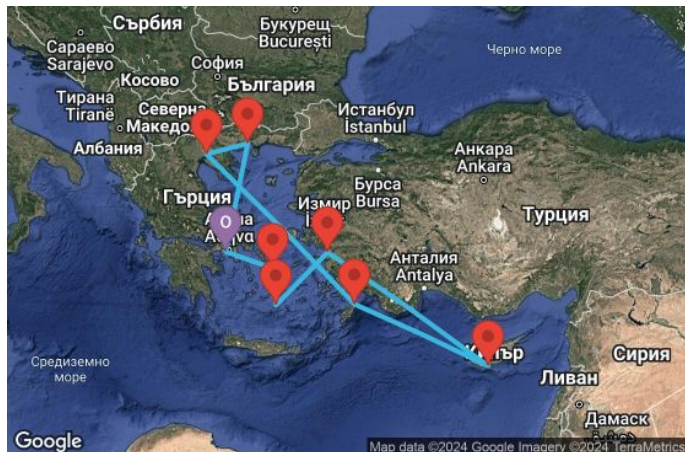 Сърбия
Букурещ
București
Сараево
Sarajevo
Черно море
София
Косово
България
Тирана
Tiranë
Северна
Македо
Истанбул
İstanbul
Албания
Анкара
Ankara
Бурса
Bursa
Гърция
Измир
Турция
O
Анталия
Antalya
Сирия
Средиземно
море
Ливан
Дамаск
Google
Map data ©2024 Google Imagery ©2024 TerraMetrics